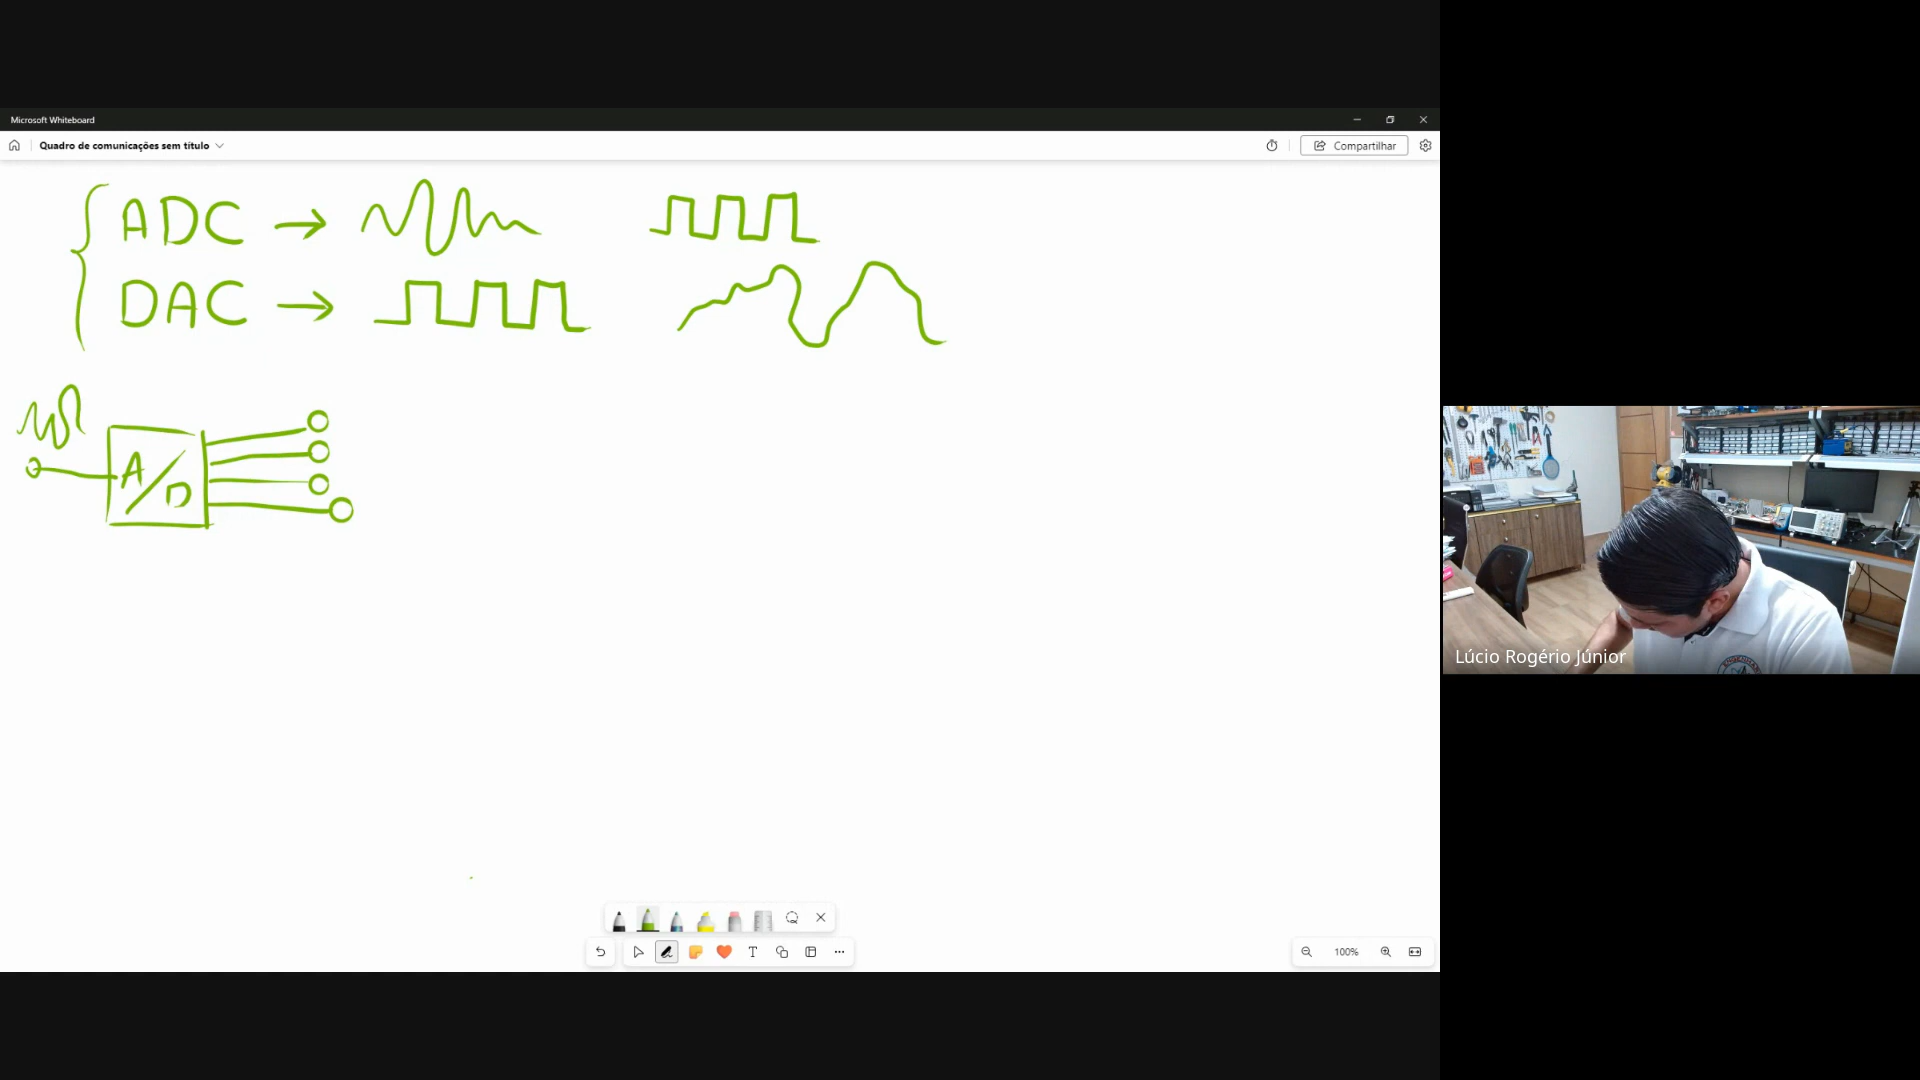 Microsoft Whiteboard
Quadro de comunicações sem título
Compartilhar
ADC →
DAC →
A/D
Lúcio Rogério Júnior
T
100%